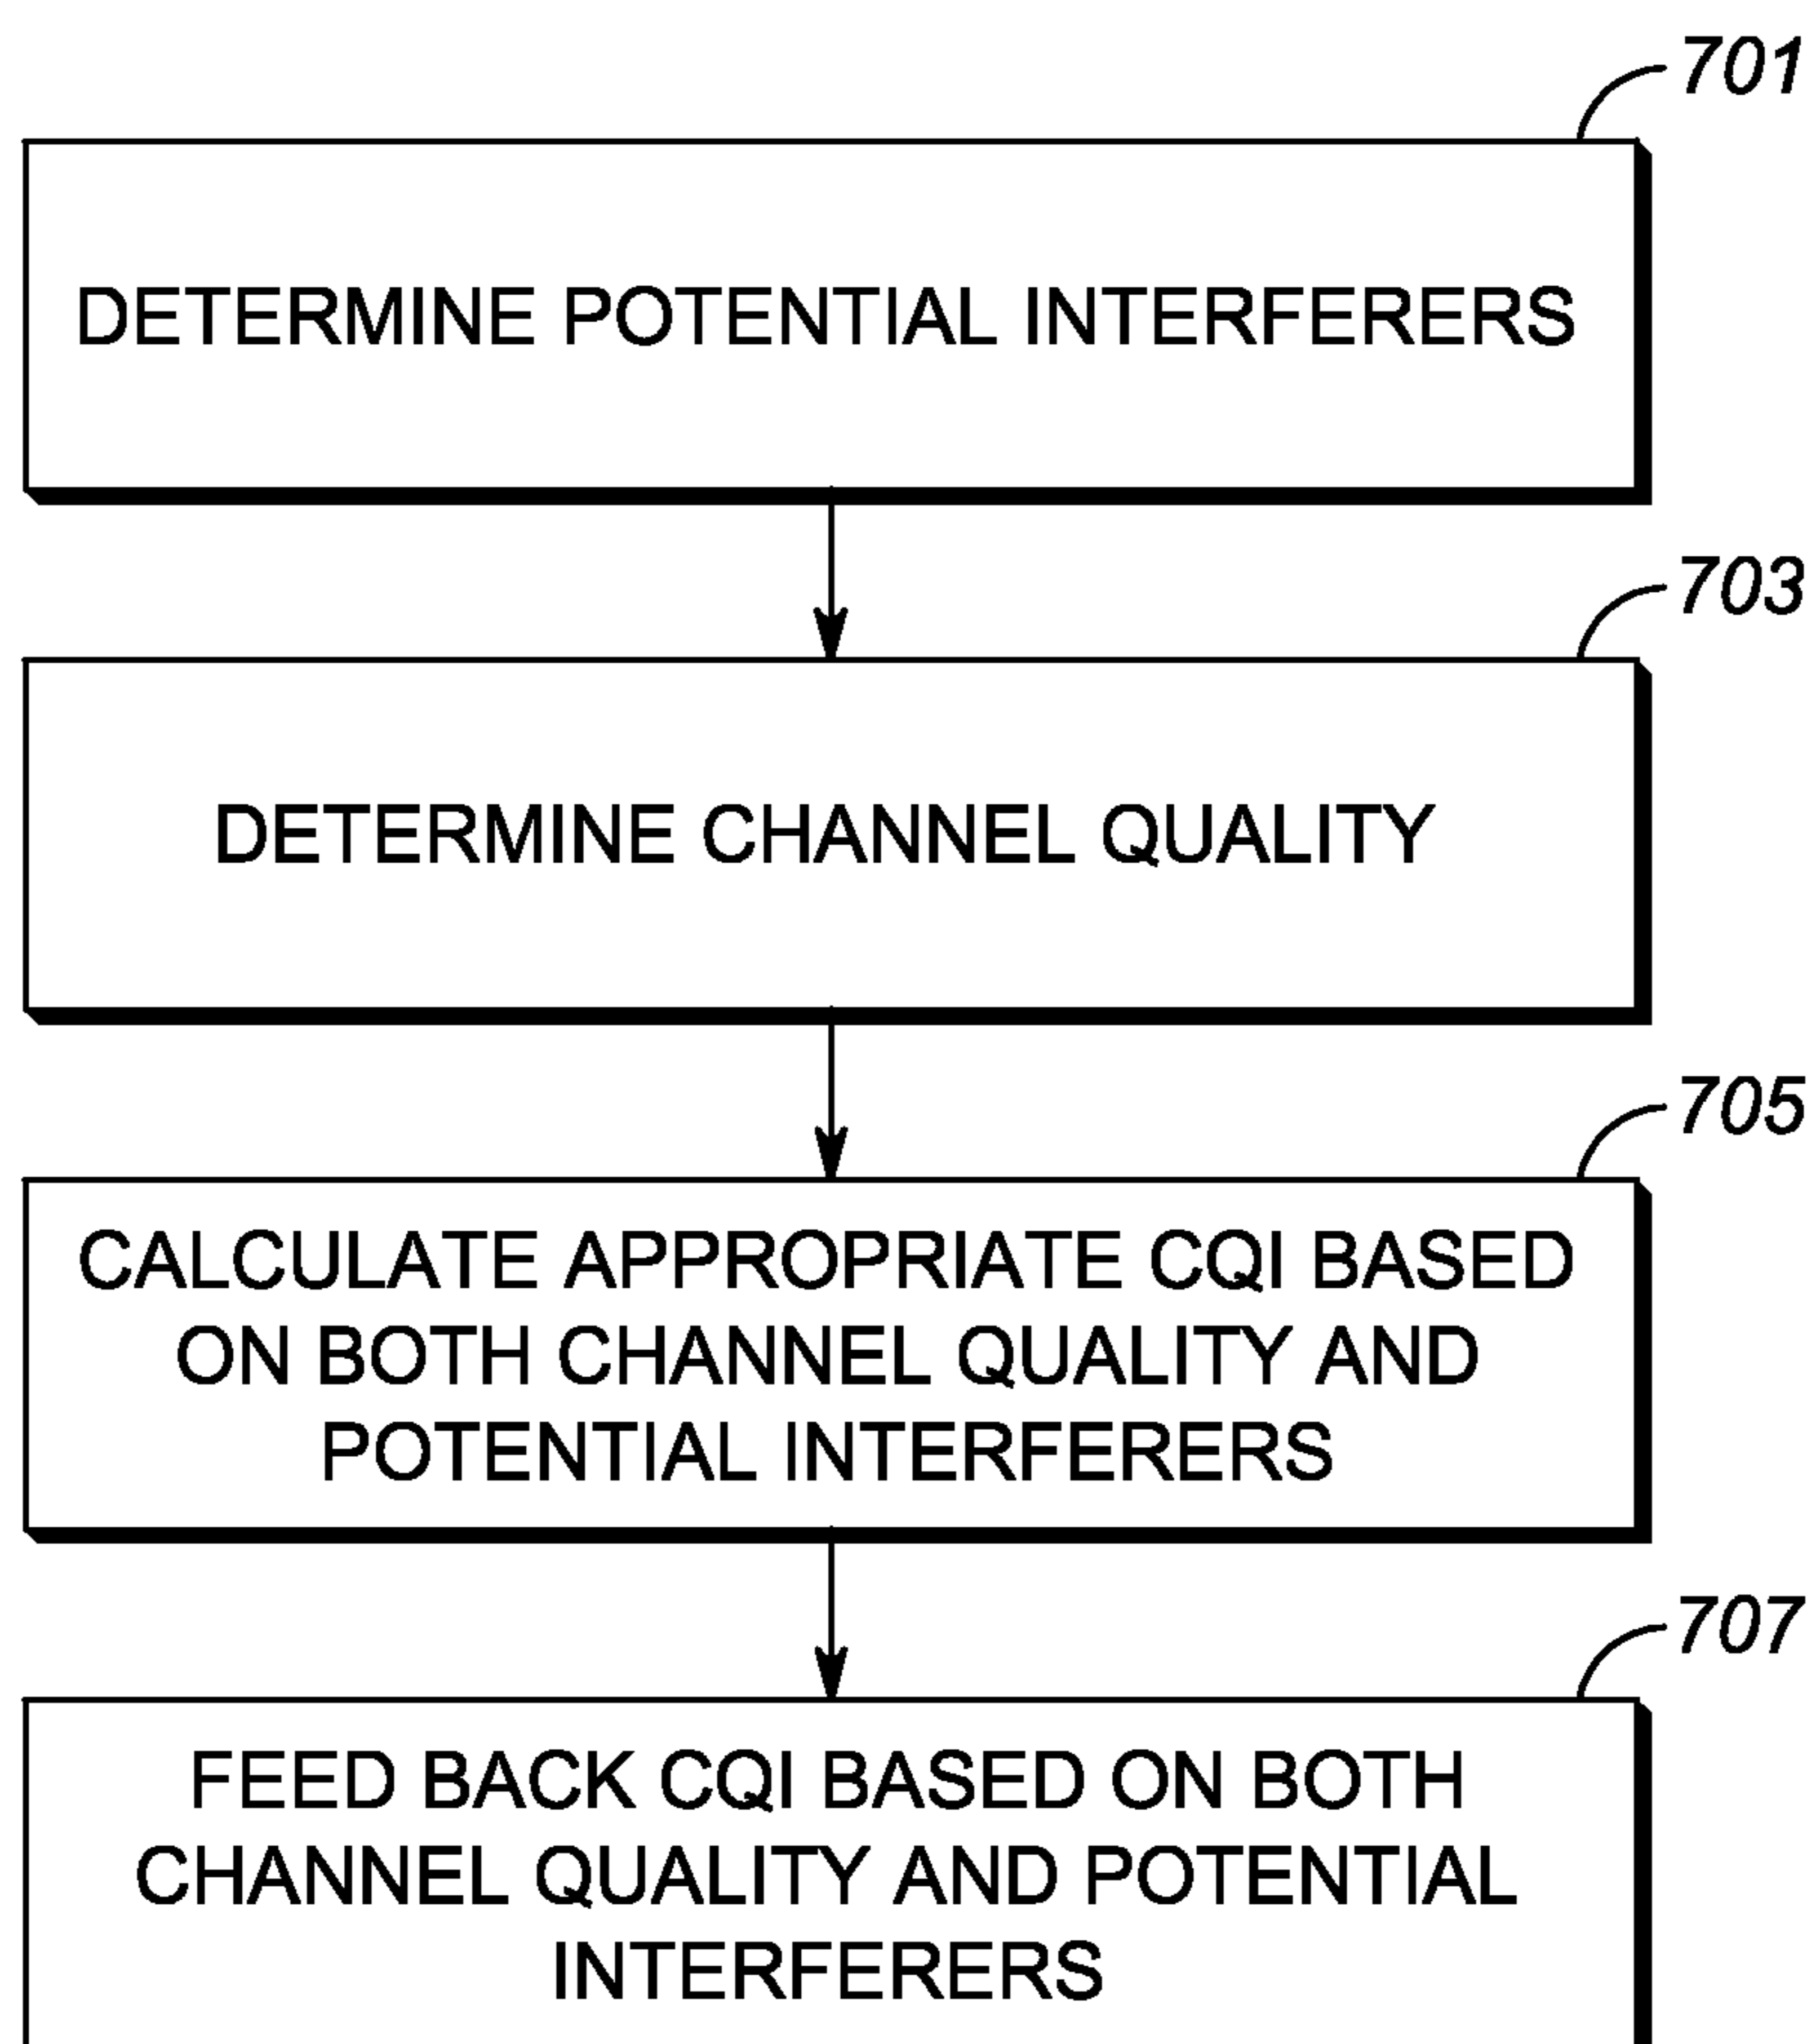 701
DETERMINE POTENTIAL INTERFERERS
703
DETERMINE CHANNEL QUALITY
705
CALCULATE APPROPRIATE CQI BASED
ON BOTH CHANNEL QUALITY AND
POTENTIAL INTERFERERS
707
FEED BACK CQI BASED ON BOTH
CHANNEL QUALITY AND POTENTIAL
INTERFERERS